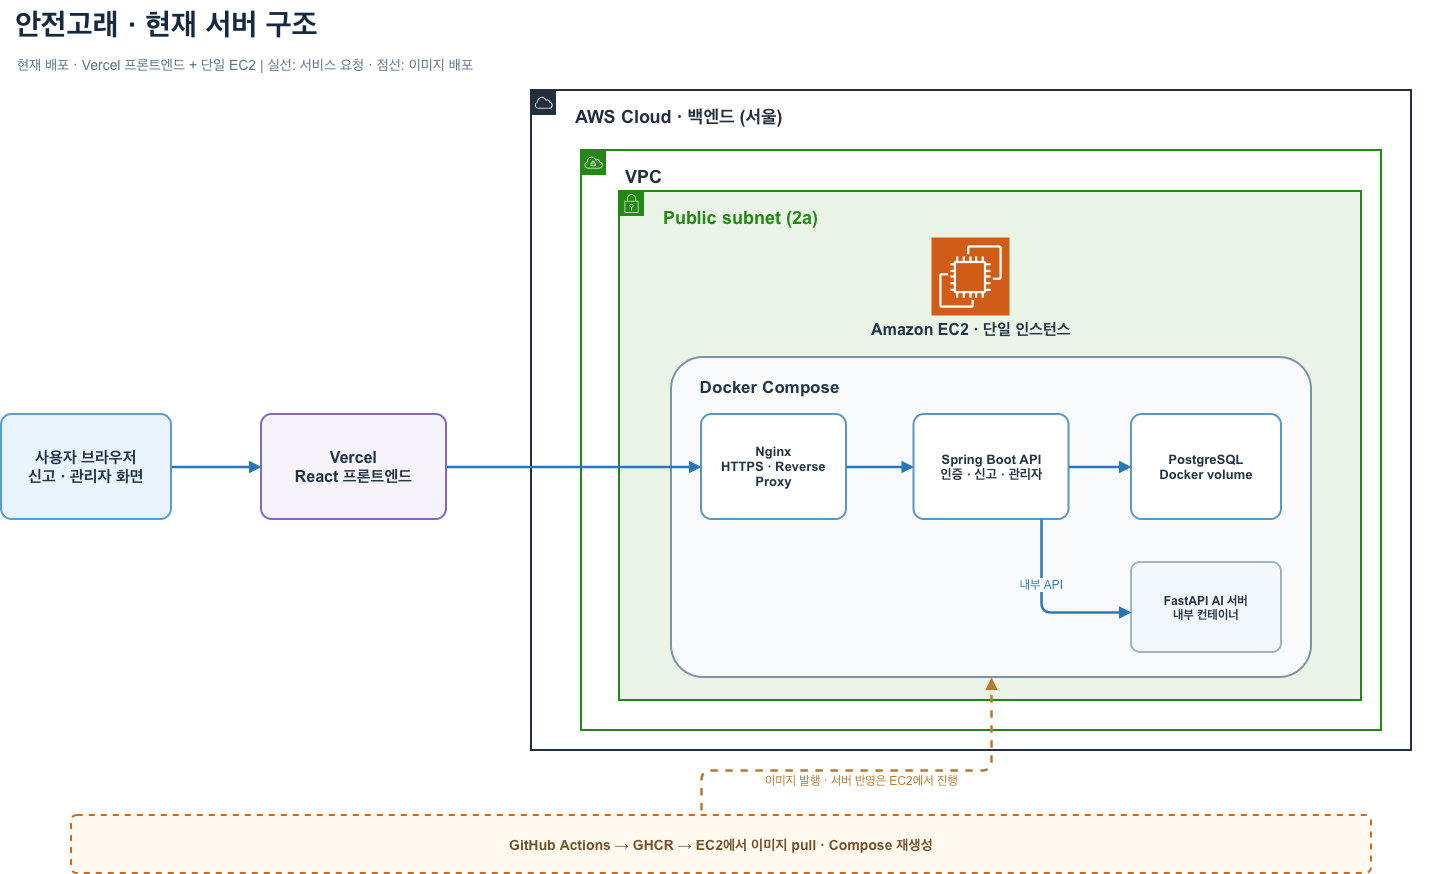 안전고래 · 현재 서버 구조
현재 배포 · Vercel 프론트엔드 + 단일 EC2 | 실선: 서비스 요청 · 점선: 이미지 배포
AWS Cloud · 백엔드 (서울)
VPC
Public subnet (2a)
Amazon EC2 · 단일 인스턴스
Docker Compose
사용자 브라우저
신고 · 관리자 화면
Vercel
React 프론트엔드
Nginx
HTTPS · Reverse
Proxy
Spring Boot API
인증 · 신고 · 관리자
PostgreSQL
Docker volume
내부 API
FastAPI AI 서버
내부 컨테이너
이미지 발행 · 서버 반영은 EC2에서 진행
GitHub Actions → GHCR → EC2에서 이미지 pull · Compose 재생성